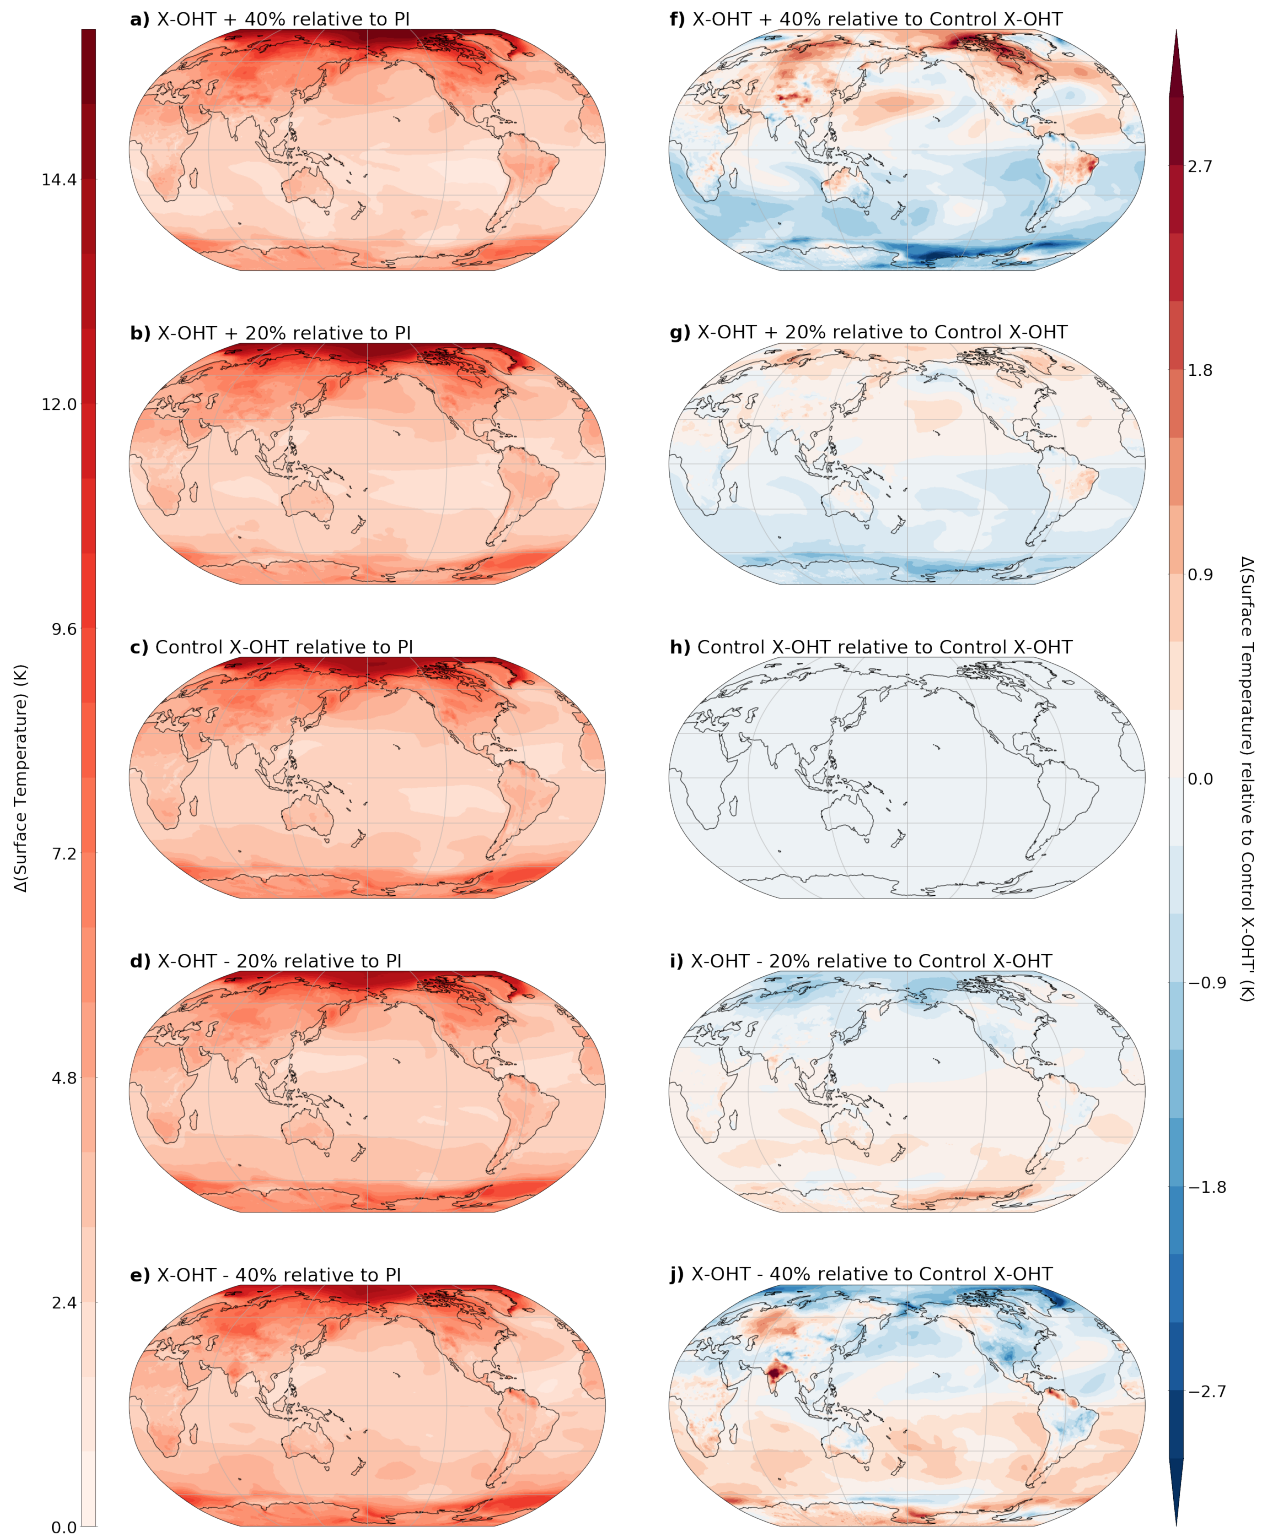 a) X-OHT + 40% relative to PI
f) X-OHT + 40% relative to Control X-OHT
b) X-OHT + 20% relative to PI
g) X-OHT + 20% relative to Control X-OHT
c) Control X-OHT relative to PI
h) Control X-OHT relative to Control X-OHT
d) X-OHT - 20% relative to PI
i) X-OHT - 20% relative to Control X-OHT
e) X-OHT - 40% relative to PI
j) X-OHT - 40% relative to Control X-OHT
14.4
12.0
9.6
7.2
4.8
2.4
0.0
Δ(Surface Temperature) (K)
2.7
1.8
0.9
0.0
−0.9
−1.8
−2.7
Δ(Surface Temperature) relative to Control X-OHT' (K)